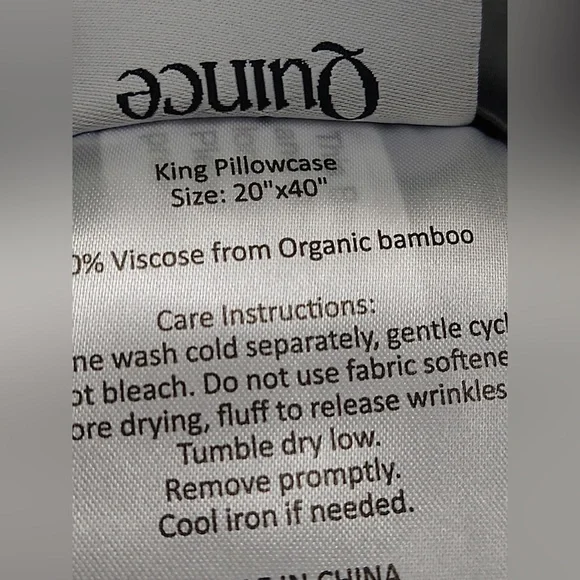 Quince
King Pillowcase
Size: 20"x40"
0% Viscose from Organic bamboo
Care Instructions:
ne wash cold separately, gentle cycl
ot bleach. Do not use fabric softene
ore drying, fluff to release wrinkles
Tumble dry low.
Remove promptly.
Cool iron if needed.
IN CHINA